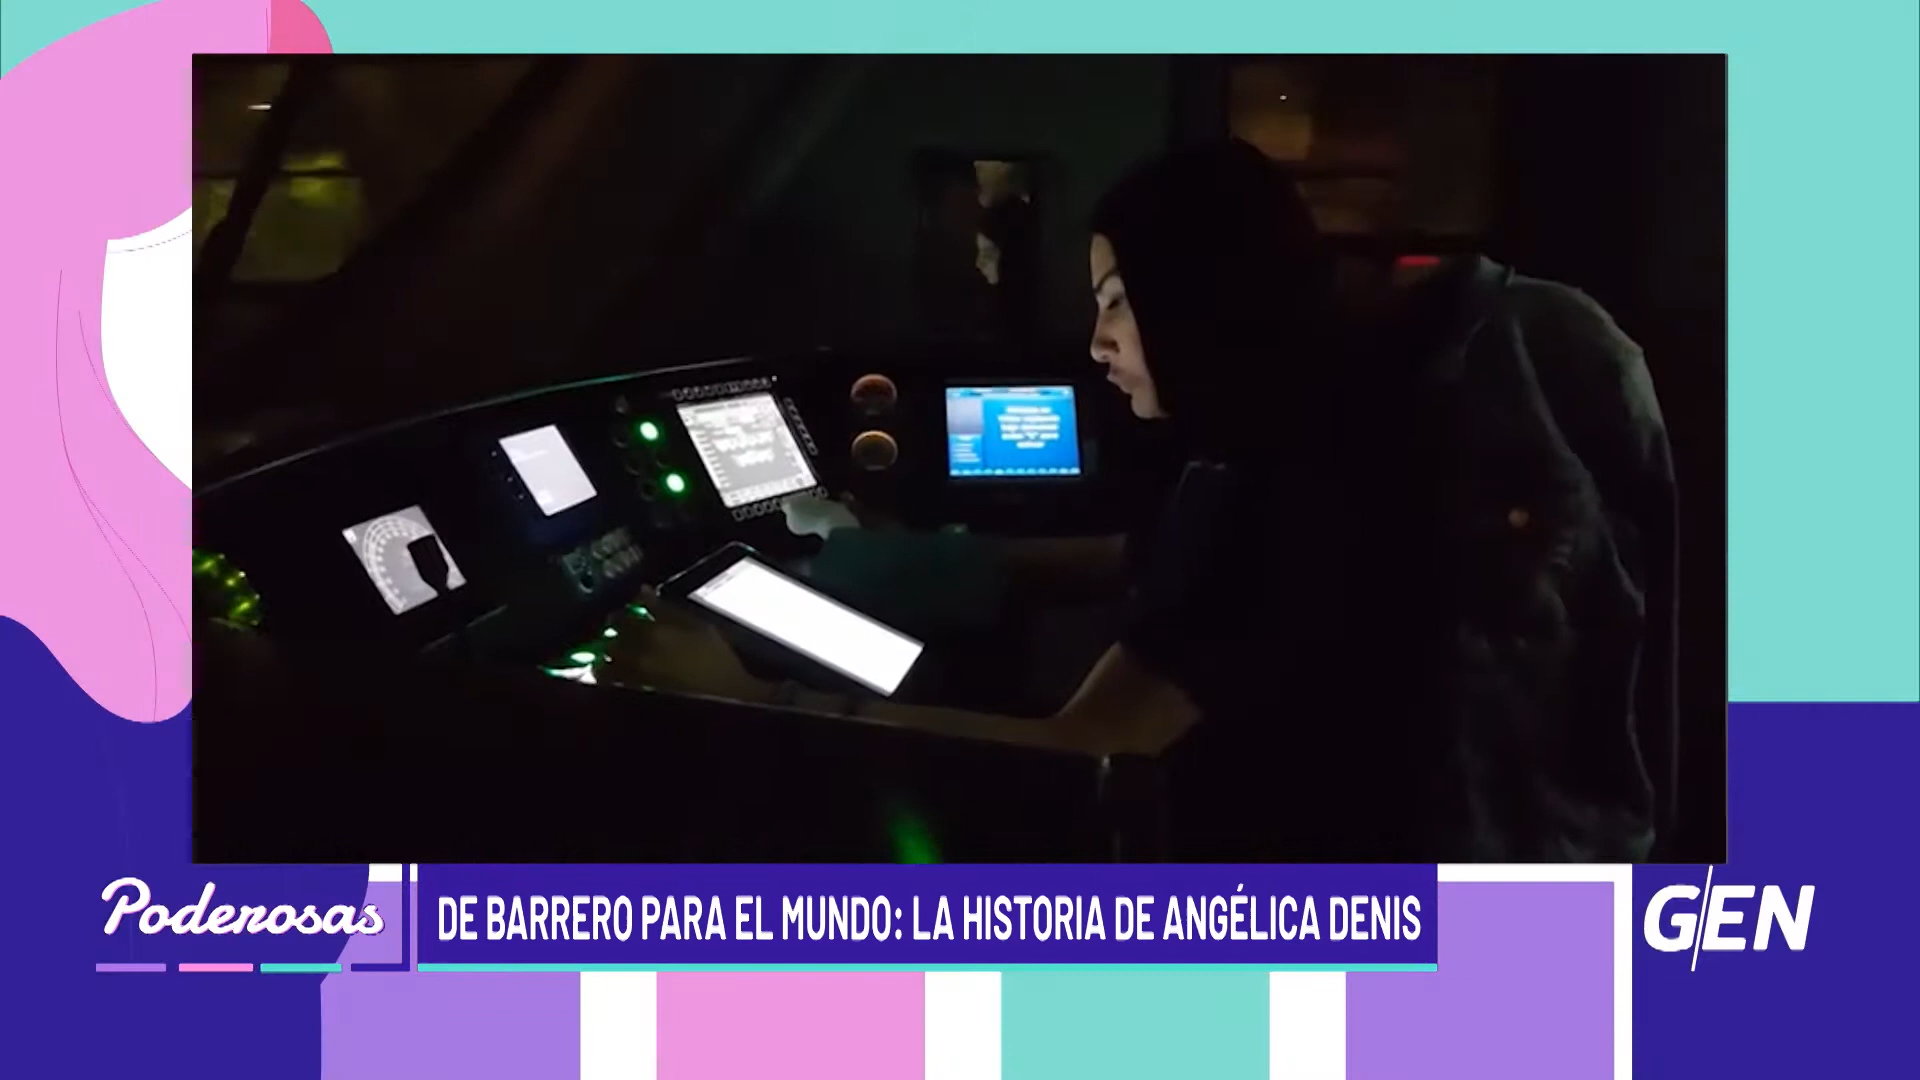 Poderosas
DE BARRERO PARA EL MUNDO: LA HISTORIA DE ANGÉLICA DENIS
GEN